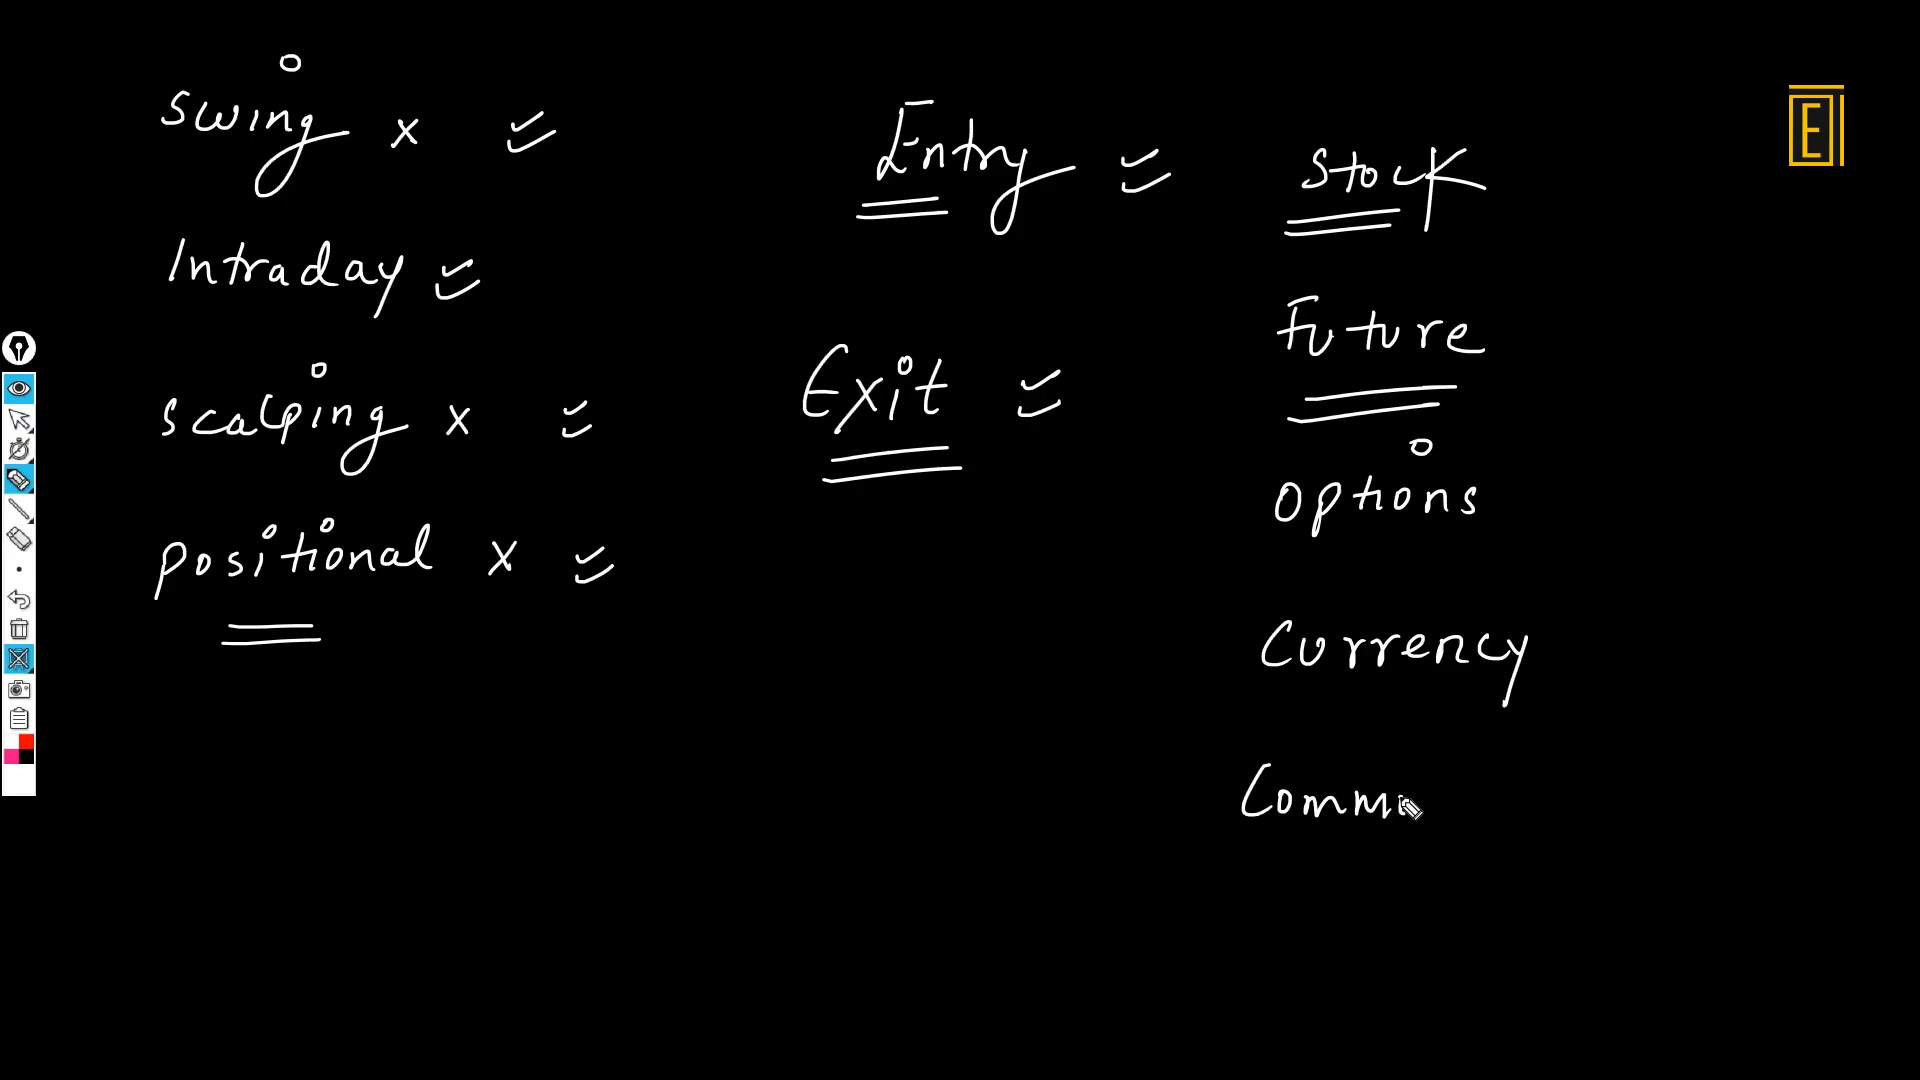 swing x
Intraday
scalping x
positional x
Entry
Exit
Stock
Future
Options
Currency
Comm
E